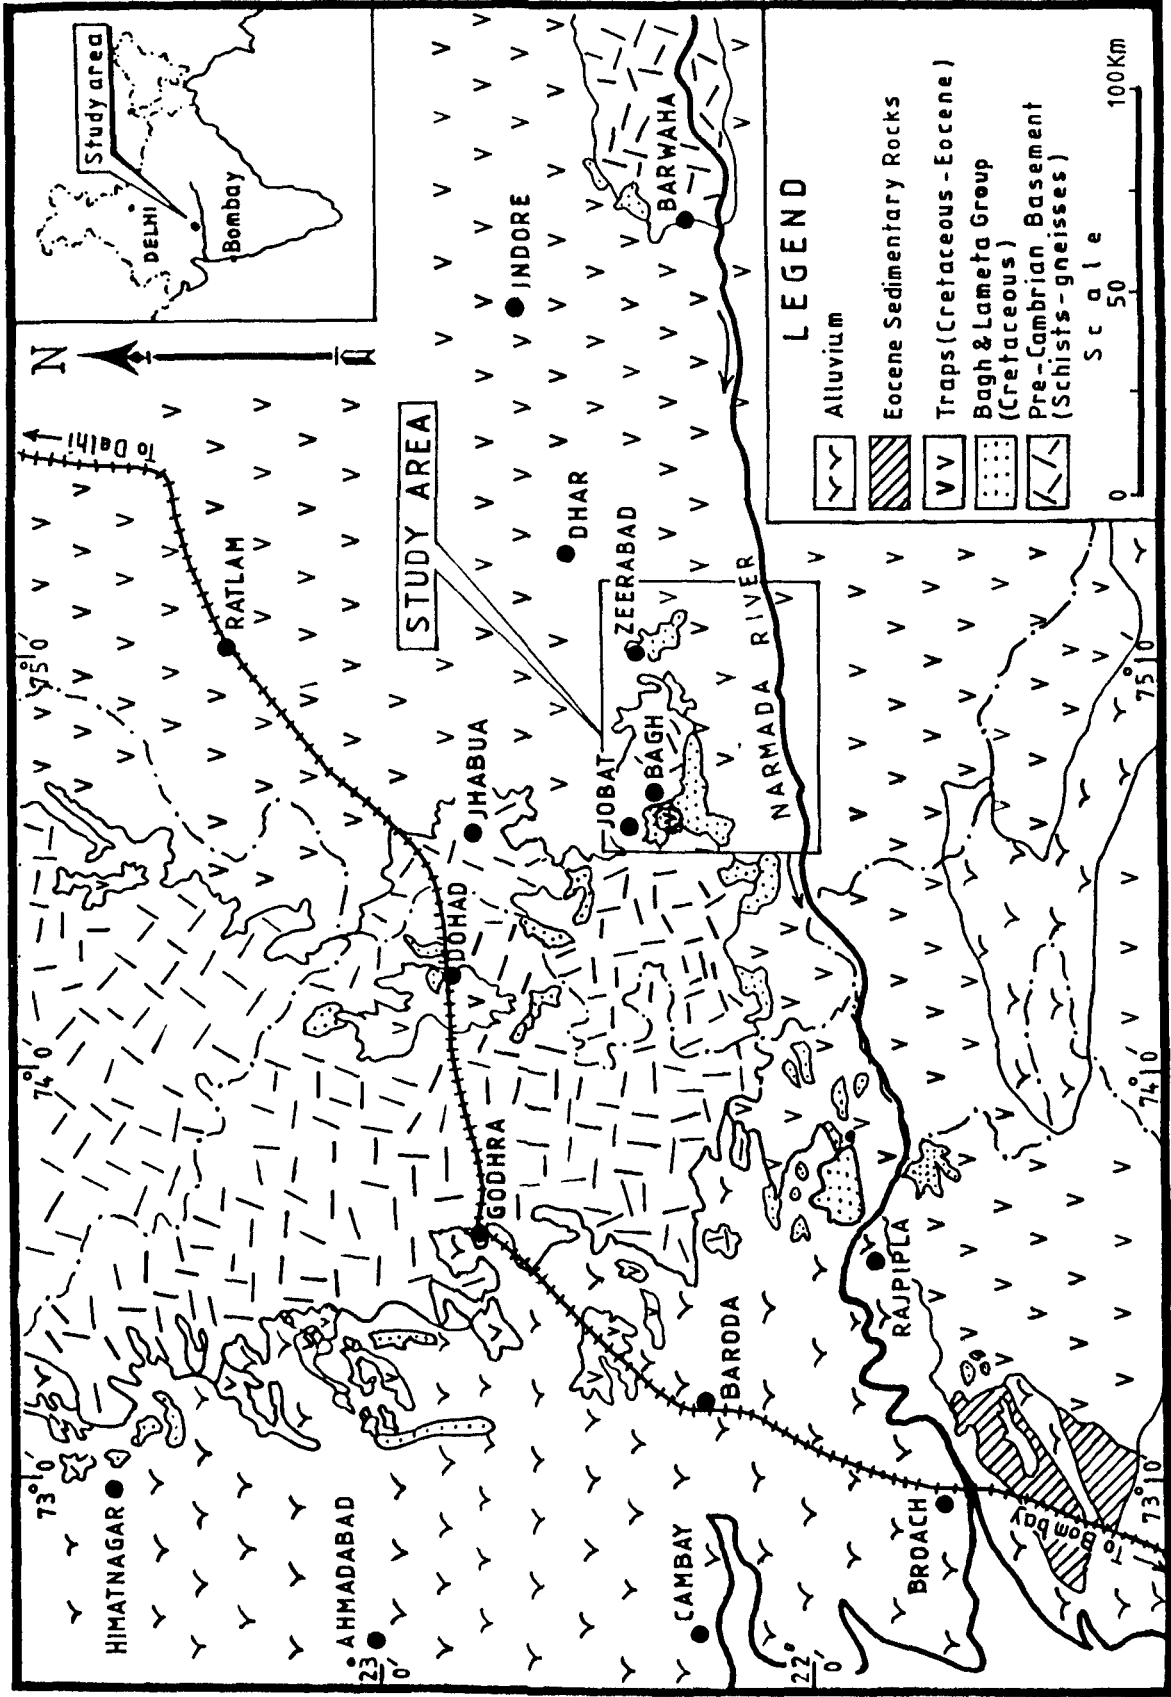 Study area
DELHI
Bombay
N
To Dalhi
RATLAM
INDORE
STUDY AREA
DHAR
ZEERABAD
BARWAHA
JHABUA
JOBAT
BAGH
NARMADA RIVER
DOHAD
GODHRA
HIMATNAGAR
AHMADABAD
CAMBAY
BARODA
RAJPIPLA
BROACH
To Bombay
73°0'
74°0'
75°0'
23°0'
22°0'
73°0'
74°0'
75°0'
LEGEND
Alluvium
Eocene Sedimentary Rocks
Traps (Cretaceous-Eocene)
Bagh & Lameta Group
(Cretaceous)
Pre-Cambrian Basement
(Schists-gneisses)
Scale
0 50 100Km